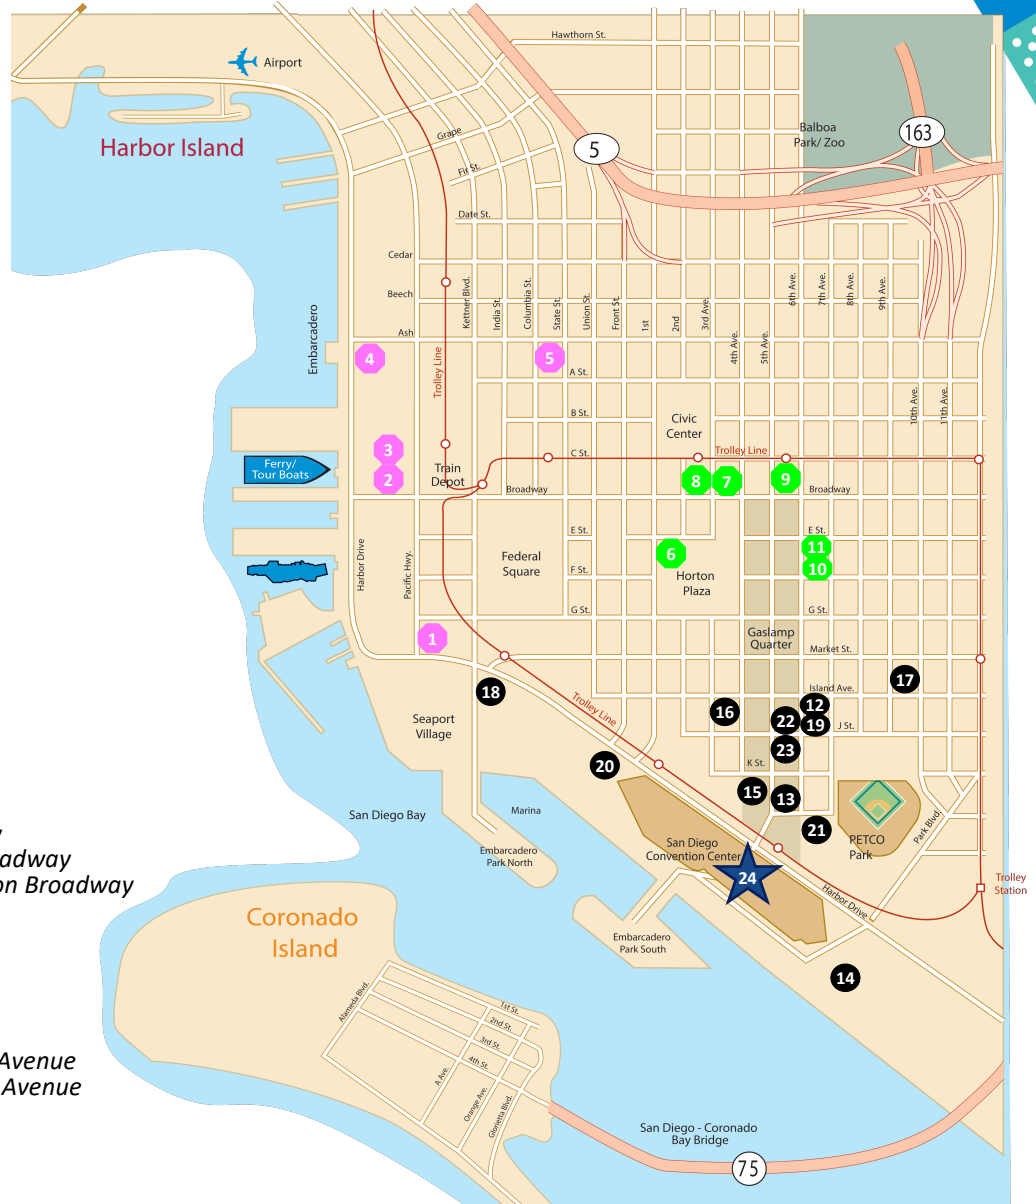 Hawthorn St.
Airport
Harbor Island
Grape
Fir St.
5
163
Balboa
Park/ Zoo
Date St.
Cedar
Beech
Ash
Embarcadero
Kettner Blvd.
India St.
Columbia St.
State St.
Union St.
Front St.
1st
2nd
3rd Ave.
4th Ave.
5th Ave.
6th Ave.
7th Ave.
8th Ave.
9th Ave.
10th Ave.
11th Ave.
4
5
A St.
Trolley Line
B St.
Civic
Center
3
2
Ferry/
Tour Boats
Train
Depot
C St.
Trolley Line
8
7
9
Broadway
Broadway
E St.
E St.
11
10
6
Horton
Plaza
Federal
Square
F St.
Harbor Drive
Pacific Hwy.
G St.
G St.
1
Gaslamp
Quarter
Market St.
17
Island Ave.
18
Trolley Line
16
12
22
19
J St.
Seaport
Village
23
20
K St.
15
13
Marina
San Diego Bay
21
PETCO
Park
Park Blvd.
Embarcadero
Park North
San Diego
Convention Center
24
Harbor Drive
Trolley
Station
adway
on Broadway
Coronado
Island
Embarcadero
Park South
14
Alameda Blvd.
1st St.
2nd St.
3rd St.
4th St.
A Ave.
Orange Ave.
Glorietta Blvd.
Avenue
Avenue
San Diego - Coronado
Bay Bridge
75